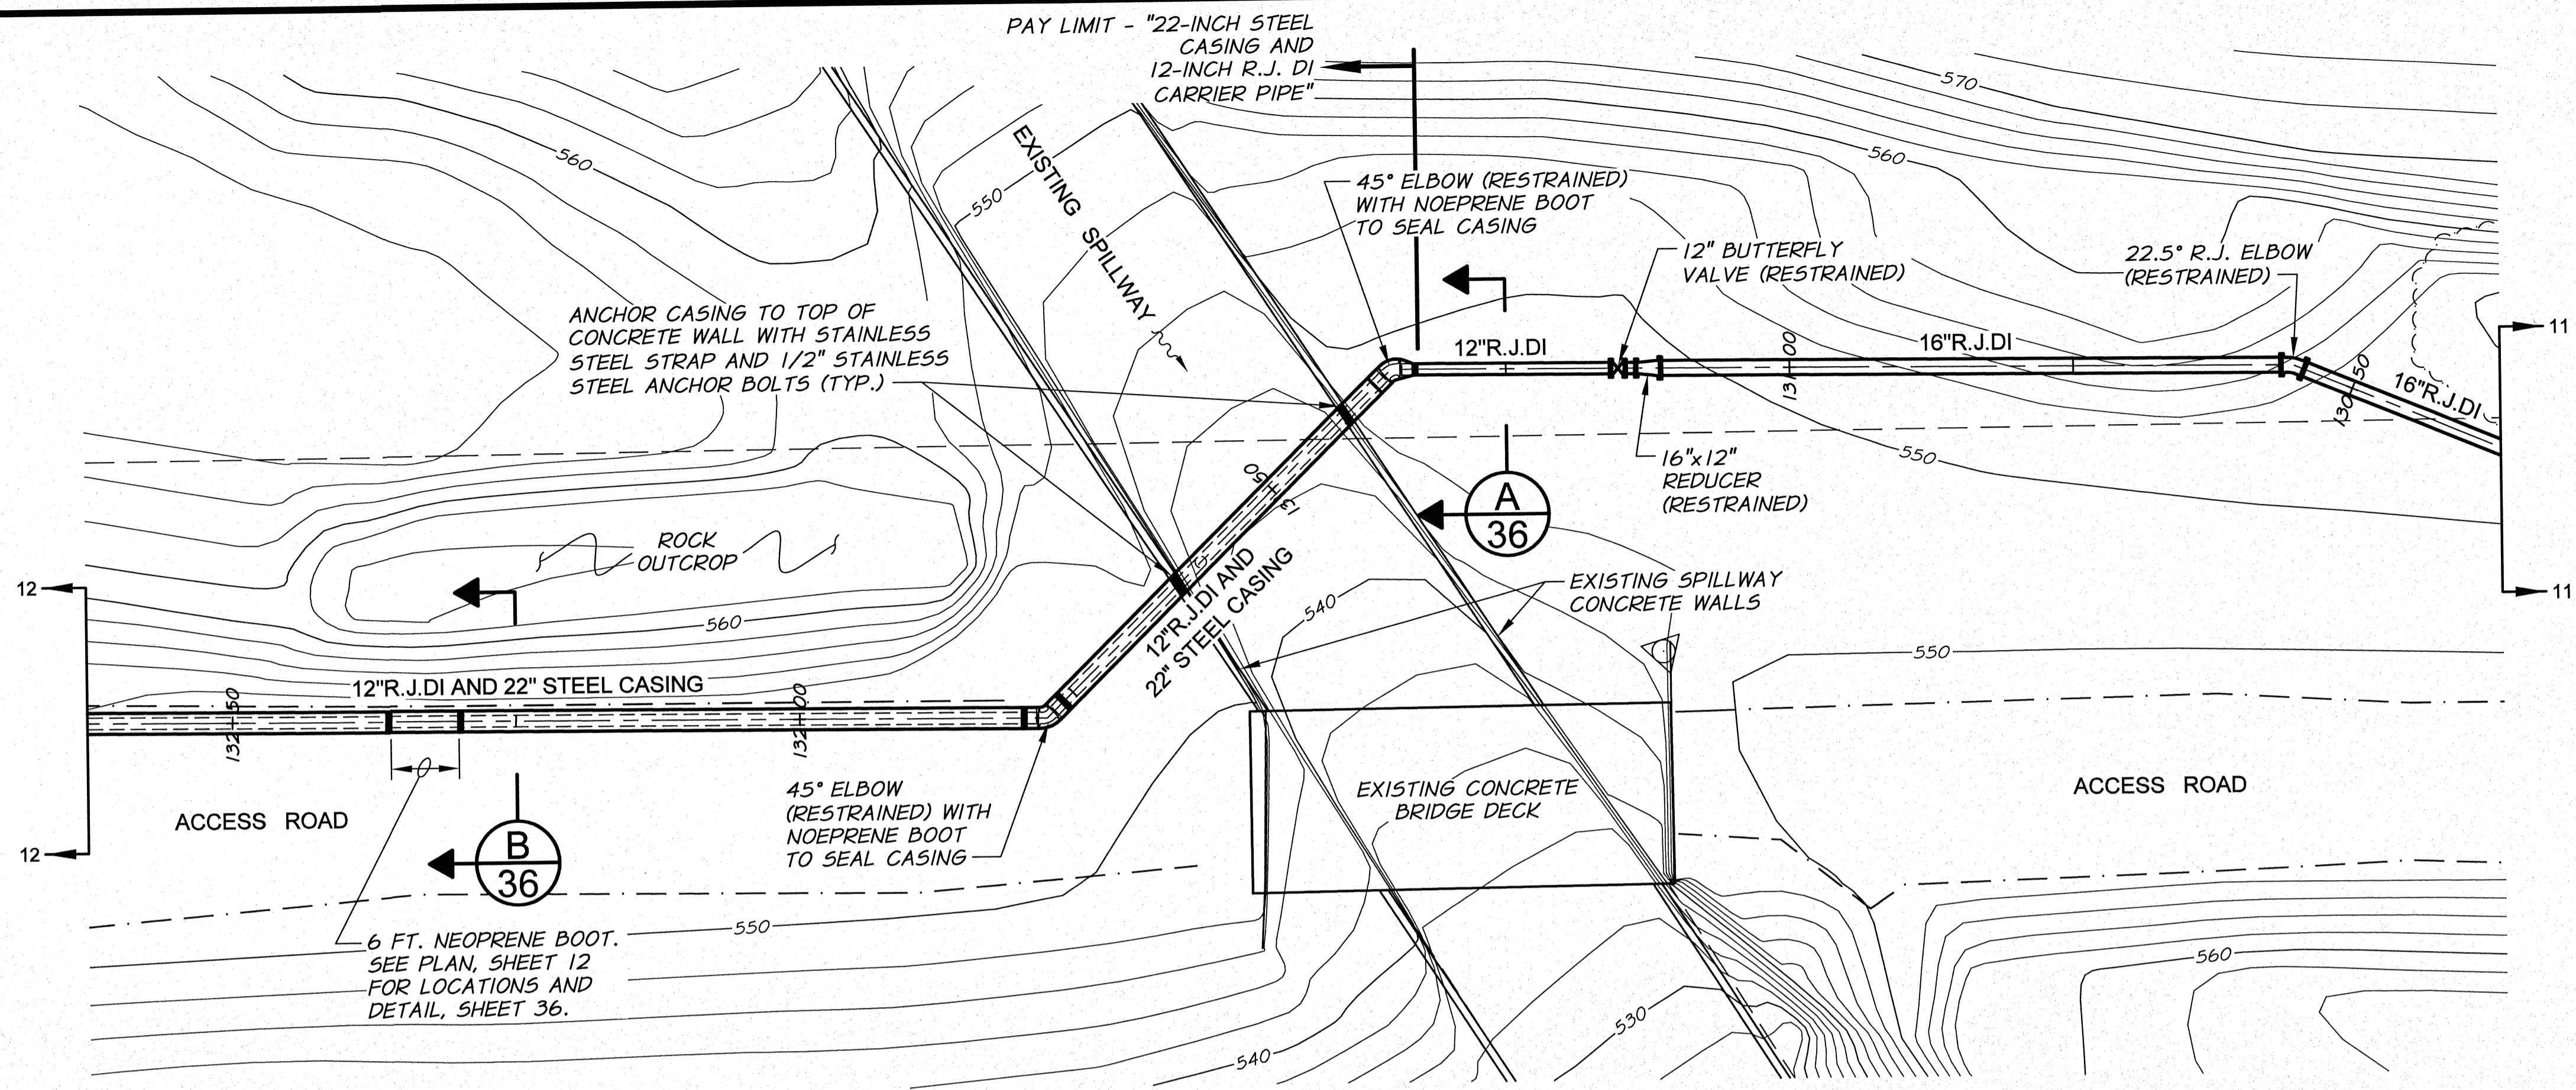 PAY LIMIT - "22-INCH STEEL
CASING AND
12-INCH R.J. DI
CARRIER PIPE"
570
560
560
550
EXISTING SPILLWAY
45° ELBOW (RESTRAINED)
WITH NOEPRENE BOOT
TO SEAL CASING
12" BUTTERFLY
VALVE (RESTRAINED)
22.5° R.J. ELBOW
(RESTRAINED)
ANCHOR CASING TO TOP OF
CONCRETE WALL WITH STAINLESS
STEEL STRAP AND 1/2" STAINLESS
STEEL ANCHOR BOLTS (TYP.)
12"R.J.DI
16"R.J.DI
131+00
130+50
16"R.J.DI
11
11
16"x12"
REDUCER
(RESTRAINED)
550
A
36
131+50
ROCK
OUTCROP
12
12
560
12"R.J.DI AND
22" STEEL CASING
540
EXISTING SPILLWAY
CONCRETE WALLS
550
12"R.J.DI AND 22" STEEL CASING
132+50
132+00
ACCESS ROAD
B
36
45° ELBOW
(RESTRAINED) WITH
NOEPRENE BOOT
TO SEAL CASING
EXISTING CONCRETE
BRIDGE DECK
ACCESS ROAD
6 FT. NEOPRENE BOOT.
SEE PLAN, SHEET 12
FOR LOCATIONS AND
DETAIL, SHEET 36.
550
560
530
540